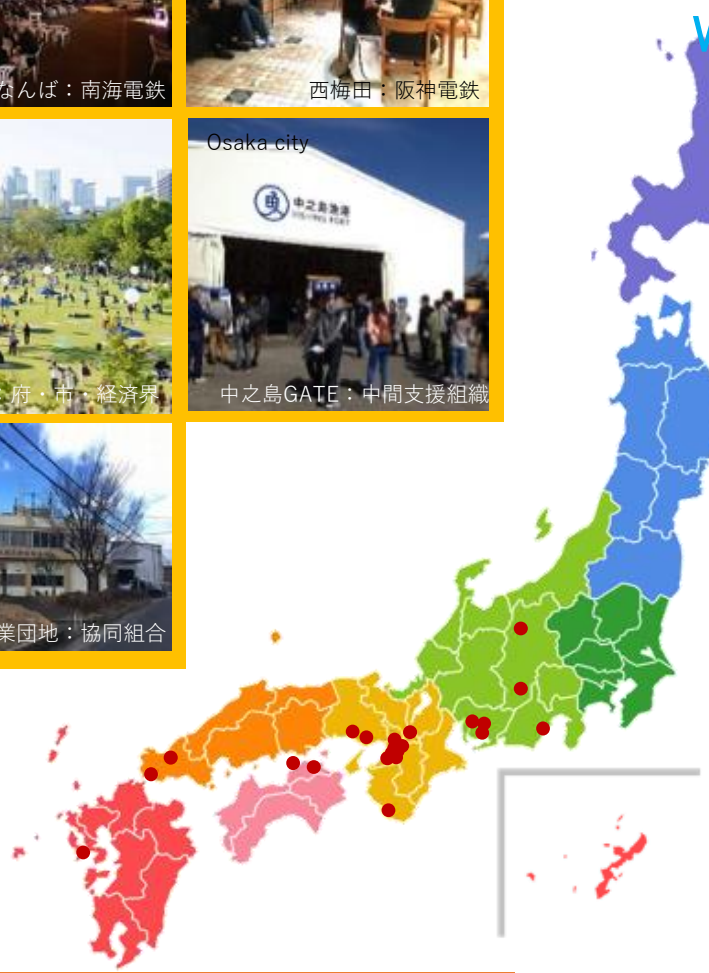 なんば：南海電鉄
西梅田：阪神電鉄
W
Osaka city
中之島漁港
府・市・経済界
中之島GATE：中間支援組織
業団地：協同組合